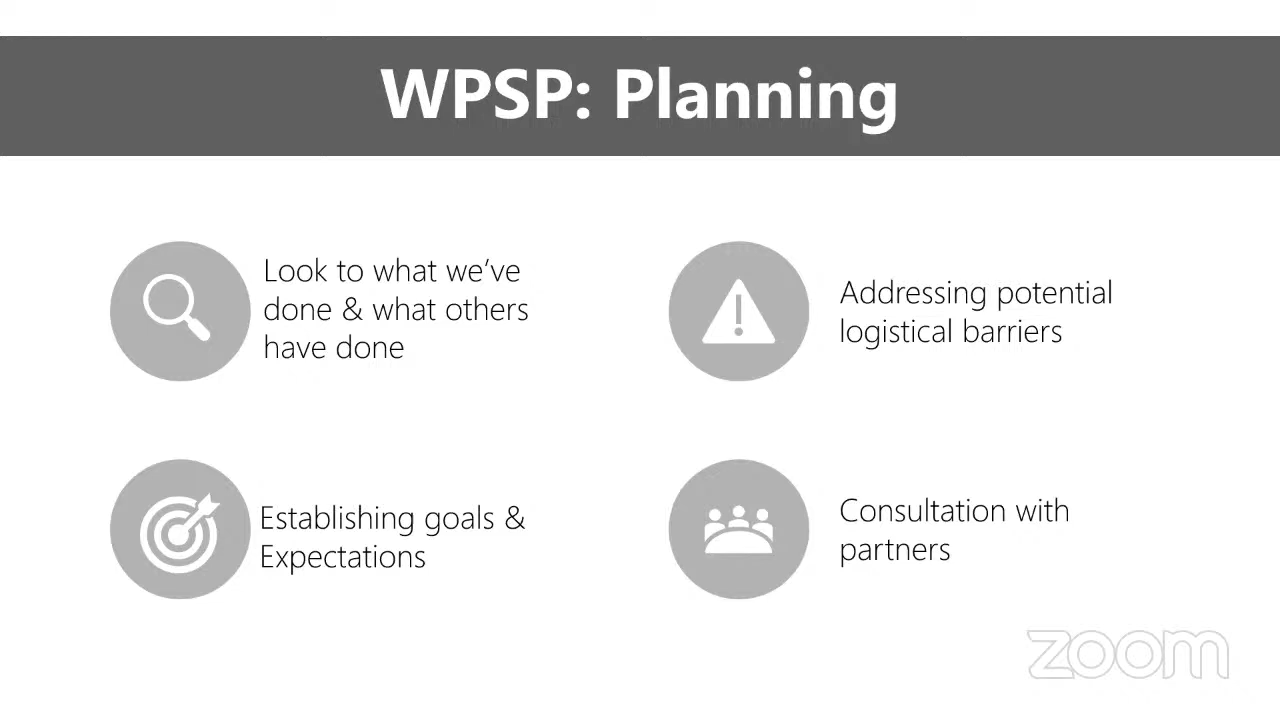 WPSP: Planning
Look to what we’ve
done & what others
have done
Addressing potential
logistical barriers
Establishing goals &
Expectations
Consultation with
partners
zoom